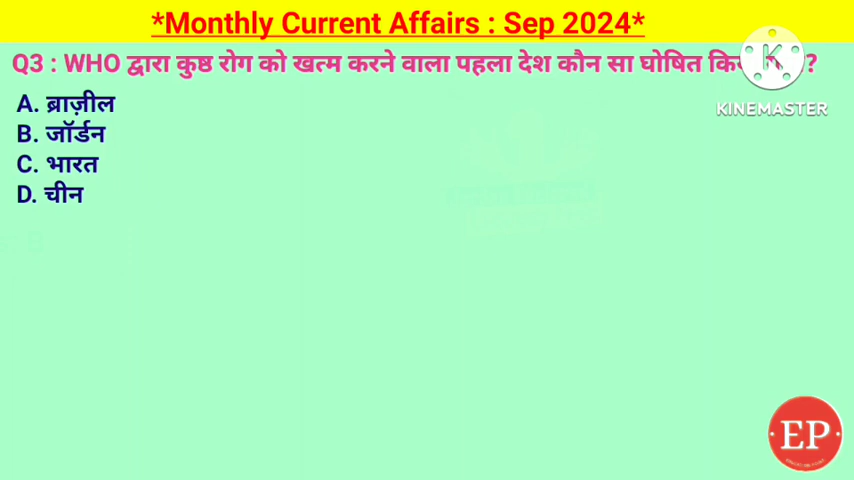 *Monthly Current Affairs : Sep 2024*
Q3 : WHO द्वारा कुष्ठ रोग को खत्म करने वाला पहला देश कौन सा घोषित ?
A. ब्राज़ील
B. जॉर्डन
C. भारत
D. चीन
KINEMASTER
EP